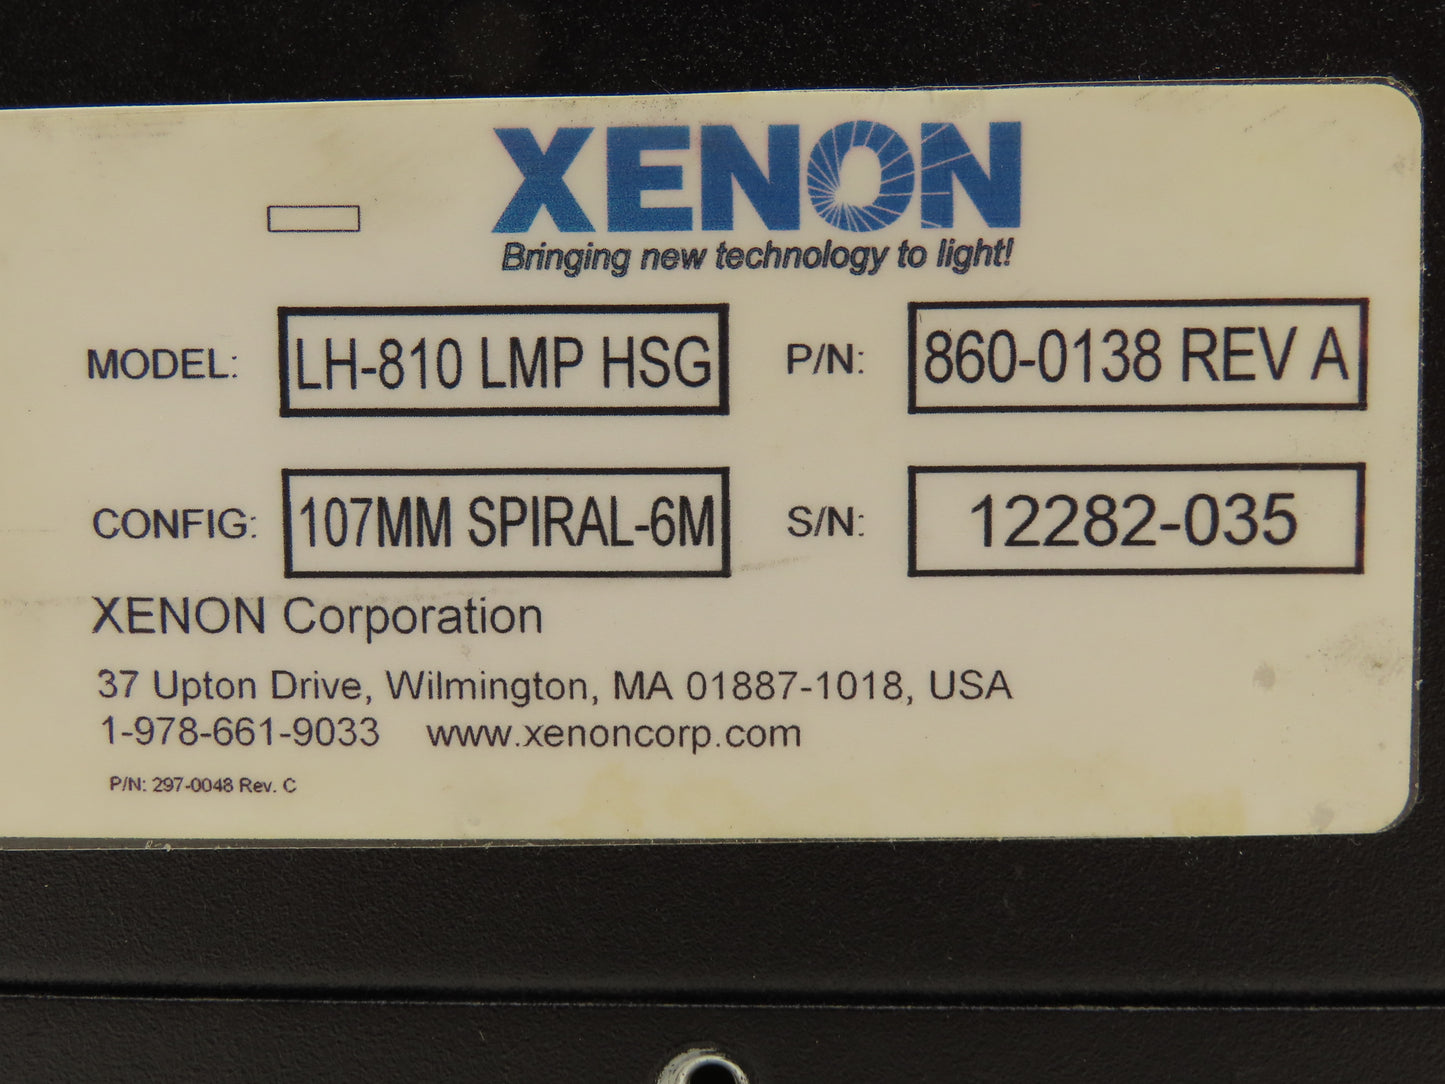 XENON
Bringing new technology to light!
MODEL: LH-810 LMP HSG P/N: 860-0138 REV A
CONFIG: 107MM SPIRAL-6M S/N: 12282-035
XENON Corporation
37 Upton Drive, Wilmington, MA 01887-1018, USA
1-978-661-9033 www.xenoncorp.com
P/N: 297-0048 Rev. C